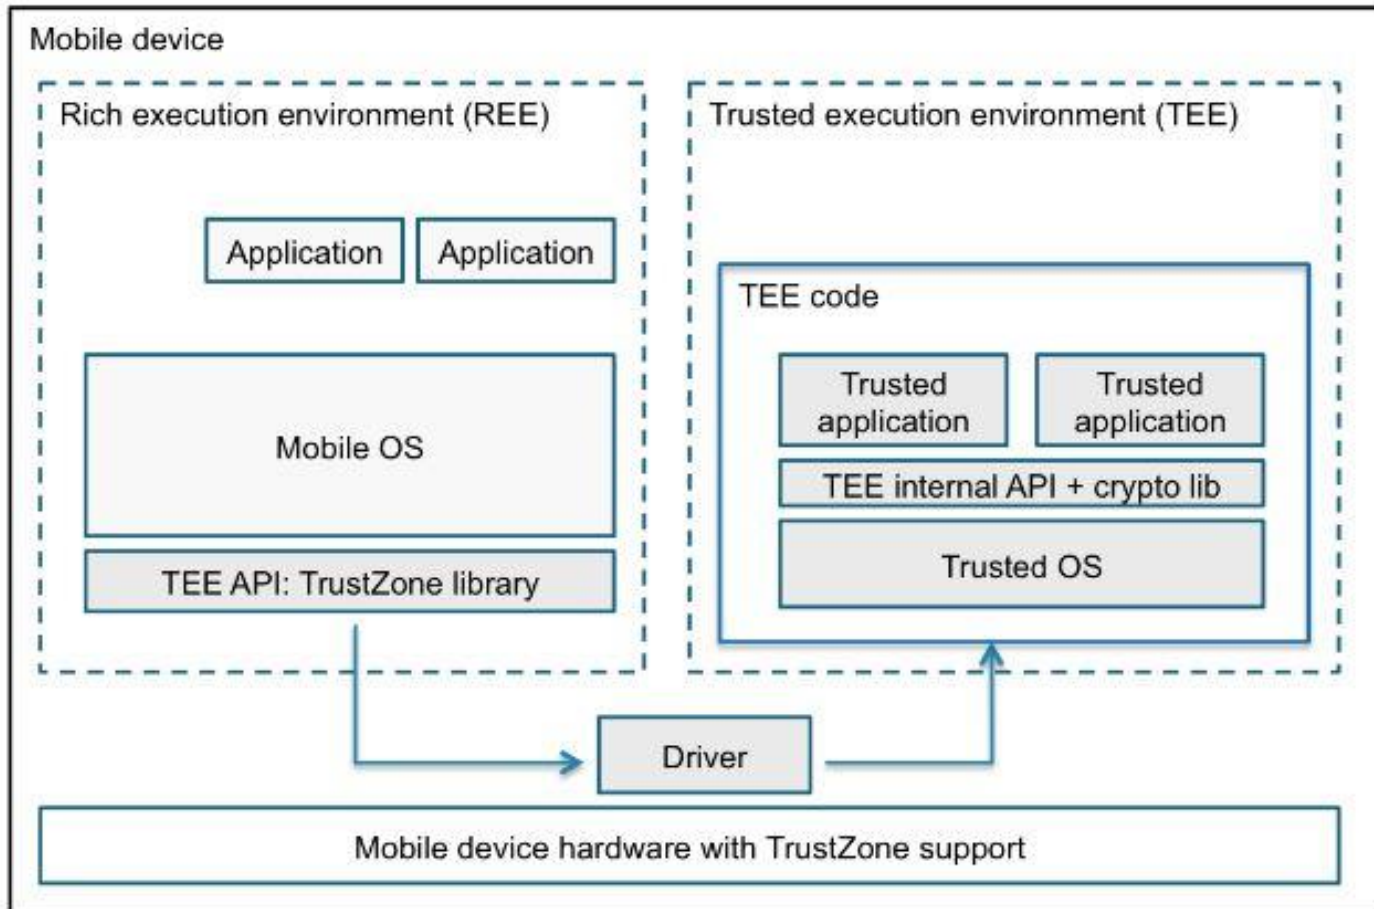 Mobile device
Rich execution environment (REE)
Application
Application
Mobile OS
TEE API: TrustZone library
Trusted execution environment (TEE)
TEE code
Trusted
application
Trusted
application
TEE internal API + crypto lib
Trusted OS
Driver
Mobile device hardware with TrustZone support